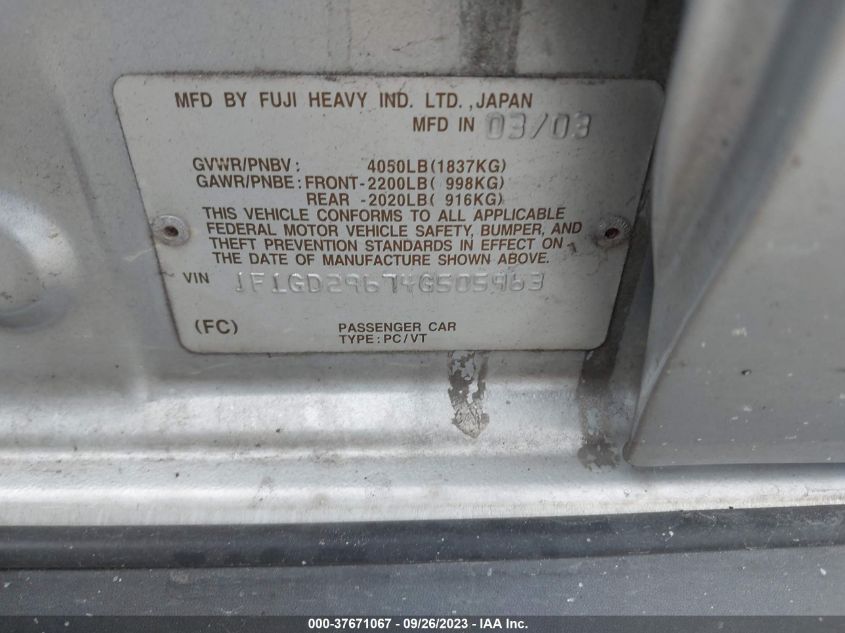 MFD BY FUJI HEAVY IND. LTD., JAPAN
MFD IN 03/03
GVWR/PNBV: 4050LB(1837KG)
GAWR/PNBE: FRONT-2200LB( 998KG)
REAR -2020LB( 916KG)
THIS VEHICLE CONFORMS TO ALL APPLICABLE
FEDERAL MOTOR VEHICLE SAFETY, BUMPER, AND
THEFT PREVENTION STANDARDS IN EFFECT ON
THE DATE OF MANUFACTURE SHOWN ABOVE.
VIN JF1GD29674G505963
(FC) PASSENGER CAR
TYPE: PC/VT
000-37671067 - 09/26/2023 - IAA Inc.